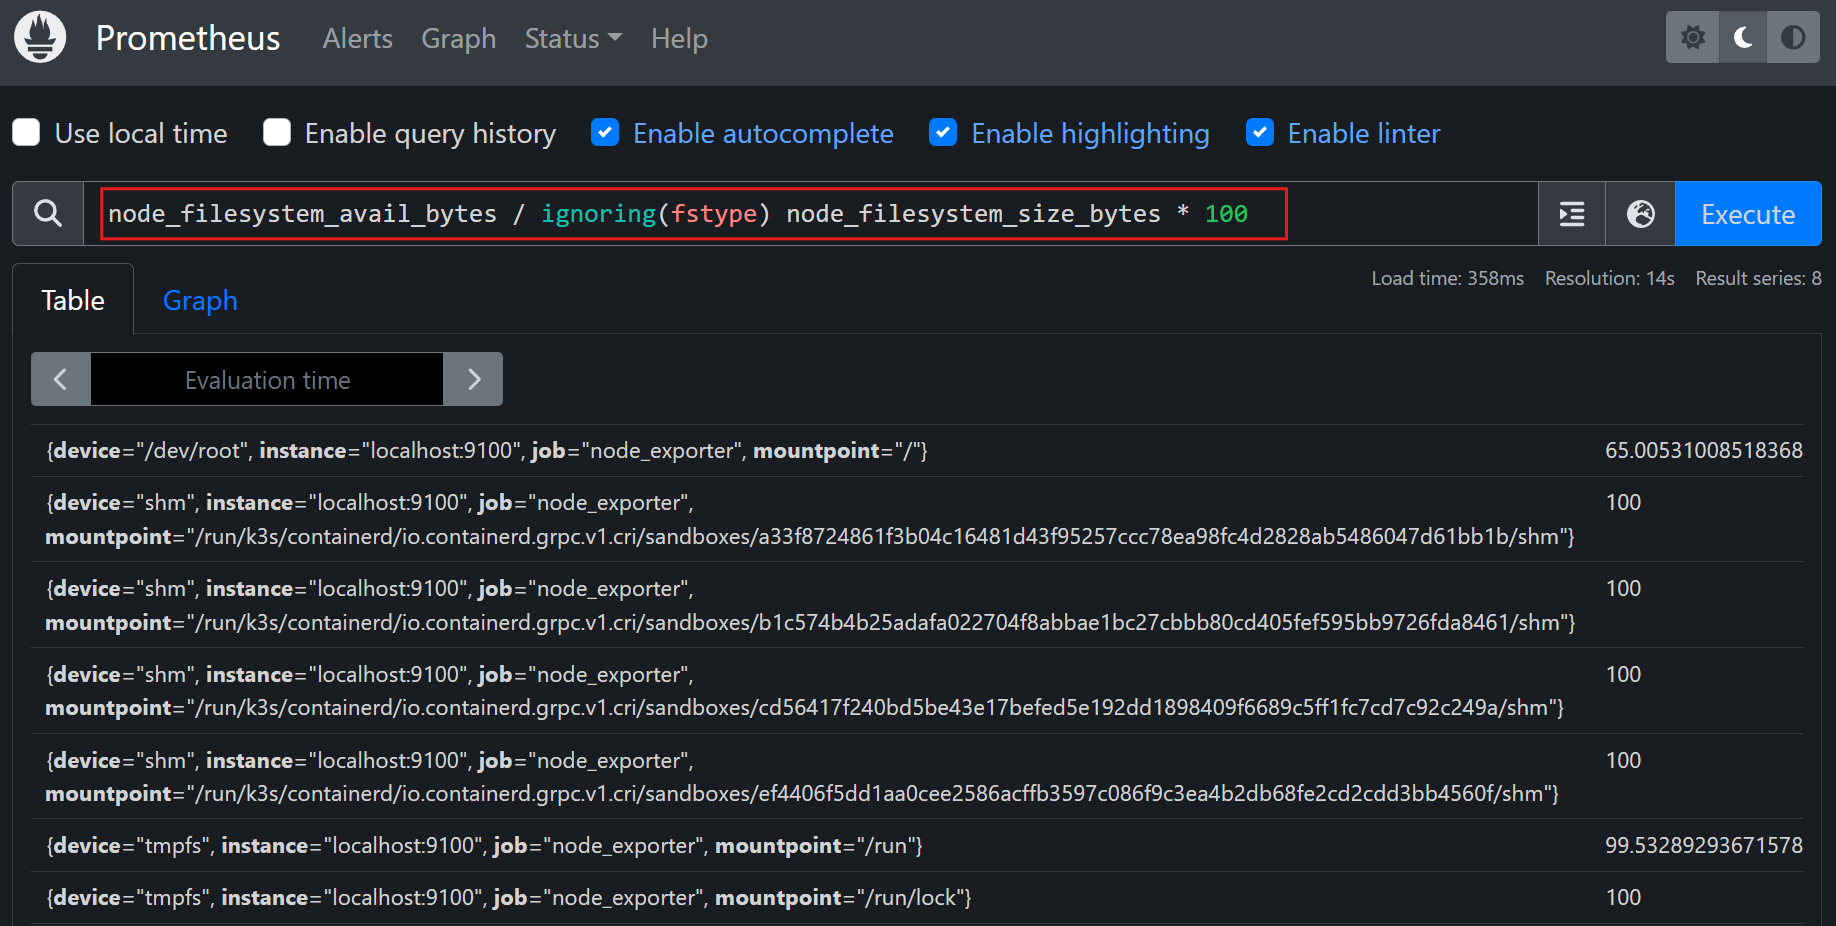 Prometheus Alerts Graph Status Help
Use local time Enable query history Enable autocomplete Enable highlighting Enable linter
node_filesystem_avail_bytes / ignoring(fstype) node_filesystem_size_bytes * 100 Execute
Load time: 358ms Resolution: 14s Result series: 8
Table Graph
Evaluation time
{device="/dev/root", instance="localhost:9100", job="node_exporter", mountpoint="/"} 65.00531008518368
{device="shm", instance="localhost:9100", job="node_exporter", 100
mountpoint="/run/k3s/containerd/io.containerd.grpc.v1.cri/sandboxes/a33f8724861f3b04c16481d43f95257ccc78ea98fc4d2828ab5486047d61bb1b/shm"}
{device="shm", instance="localhost:9100", job="node_exporter", 100
mountpoint="/run/k3s/containerd/io.containerd.grpc.v1.cri/sandboxes/b1c574b4b25adafa022704f8abbae1bc27cbbb80cd405fef595bb9726fda8461/shm"}
{device="shm", instance="localhost:9100", job="node_exporter", 100
mountpoint="/run/k3s/containerd/io.containerd.grpc.v1.cri/sandboxes/cd56417f240bd5be43e17befed5e192dd1898409f6689c5ff1fc7cd7c92c249a/shm"}
{device="shm", instance="localhost:9100", job="node_exporter", 100
mountpoint="/run/k3s/containerd/io.containerd.grpc.v1.cri/sandboxes/ef4406f5dd1aa0cee2586acffb3597c086f9c3ea4b2db68fe2cd2cdd3bb4560f/shm"}
{device="tmpfs", instance="localhost:9100", job="node_exporter", mountpoint="/run"} 99.53289293671578
{device="tmpfs", instance="localhost:9100", job="node_exporter", mountpoint="/run/lock"} 100